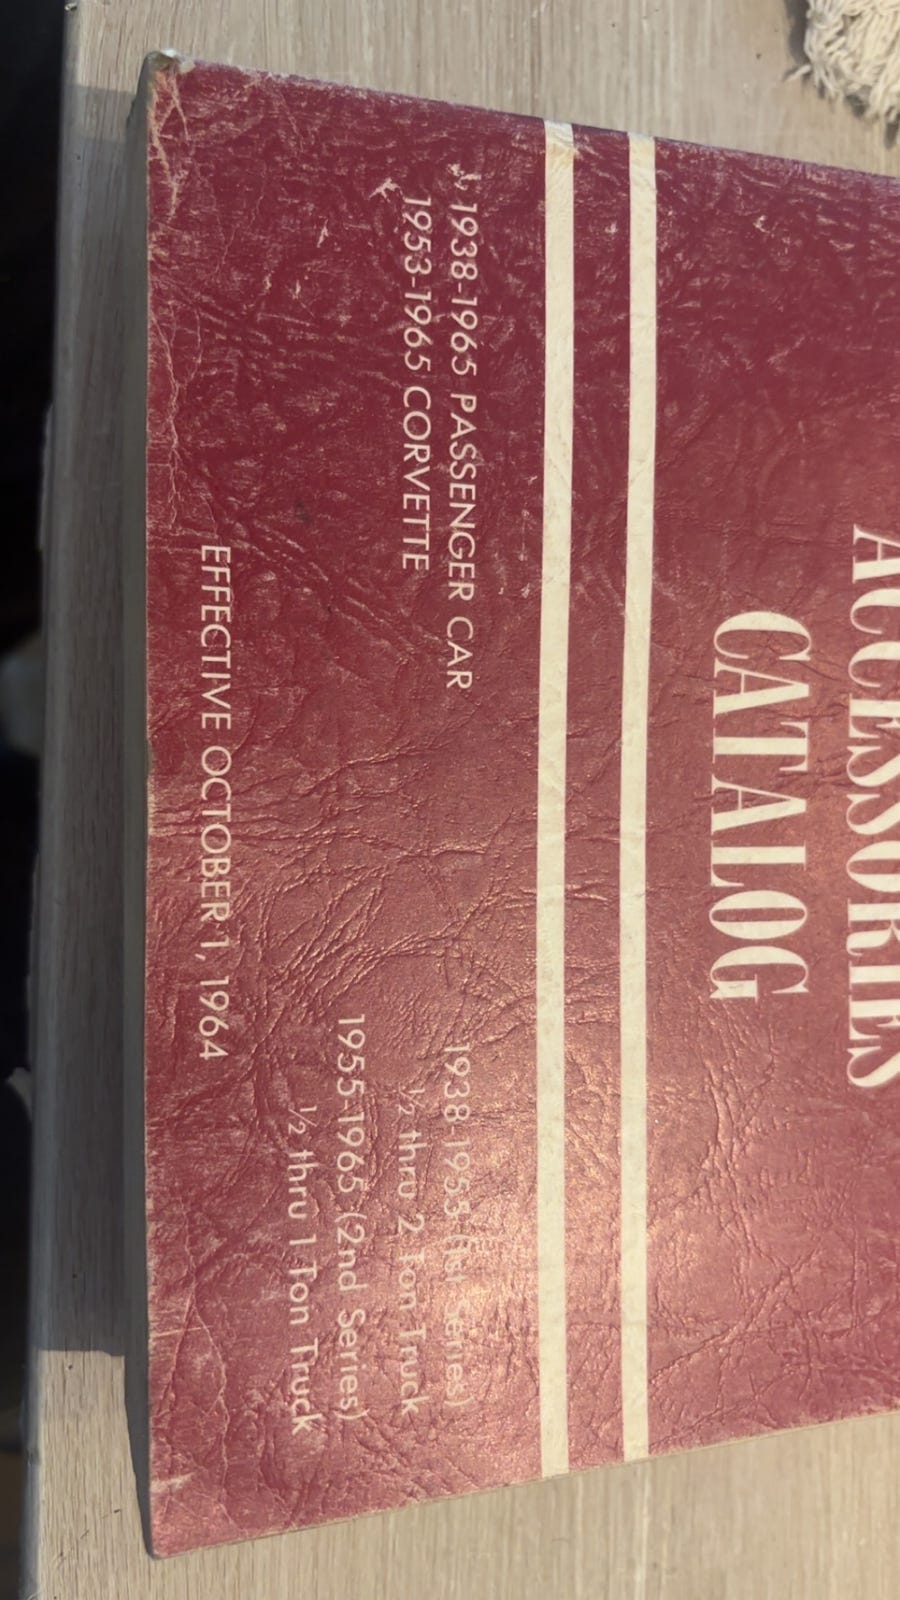 ACCESSORIES
CATALOG
1938-1965 PASSENGER CAR
1953-1965 CORVETTE
1938-1955 (1st Series)
½ thru 2 Ton Truck
1955-1965 (2nd Series)
½ thru 1 Ton Truck
EFFECTIVE OCTOBER 1, 1964